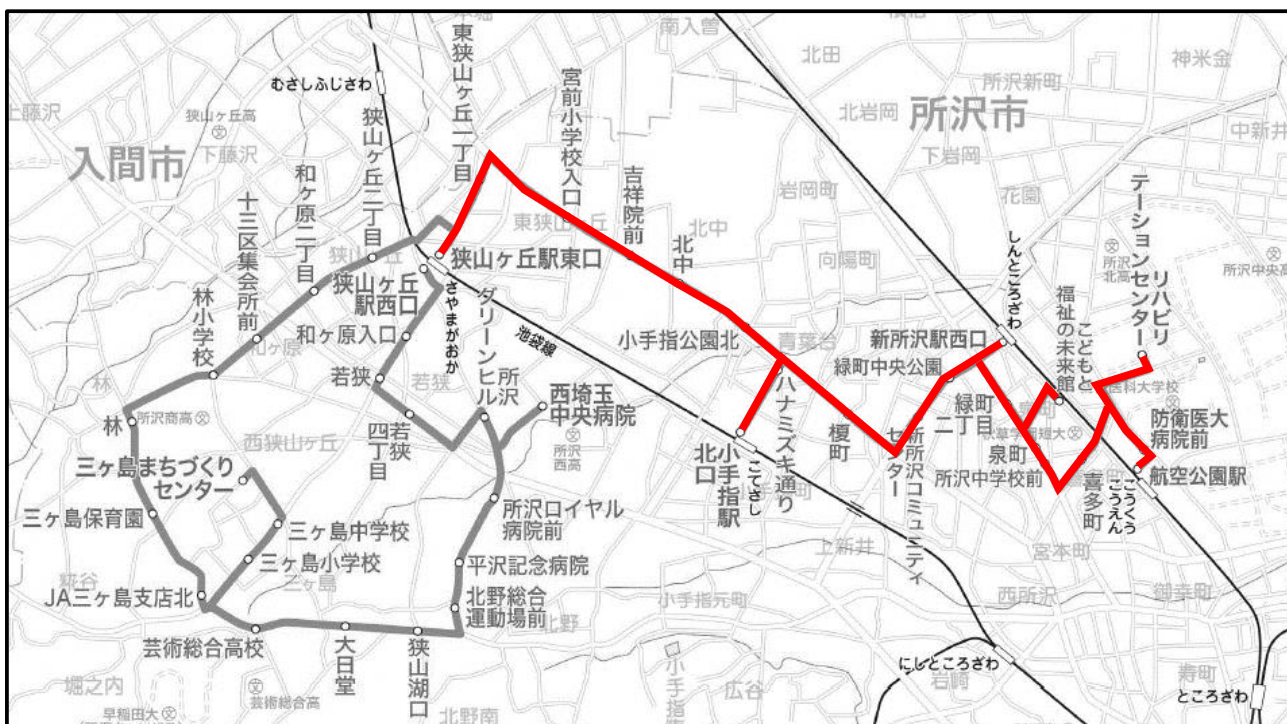 本堀
南入曽
北田
神米金
上藤沢
むさしふじさわ
東狭山ヶ丘一丁目
宮前小学校入口
所沢新町
所沢市
北岩岡
狭山ヶ丘高
狭山ヶ丘二丁目
下藤沢
入間市
中新井
下岩岡
和ヶ原二丁目
吉祥院前
岩岡町
花園
テーションセンター
リハビリ
十三区集会所前
東狭山ヶ丘
北中
北中
しんところざわ
所沢北高
狭山ヶ丘駅東口
向陽町
所沢中央高
狭山ヶ丘
駅西口
さやまがおか
ダリーンヒル
所沢
福祉の未来館
こどもと
林小学校
和ヶ原入口
池袋線
小手指公園北
青葉台
新所沢駅西口
和ヶ原
緑町中央公園
若狭
若狭
西埼玉
中央病院
ハナミズキ通り
医科大学校
林
林
所沢商高
若狭
四丁目
西狭山ヶ丘
所沢西高
榎町
緑町
二丁目
泉町
防衛医大
病院前
三ヶ島まちづくり
センター
小手指駅
北口
こてさし
新所沢コミュニティ
センター
所沢中学校前
喜多町
航空公園駅
こうくう
こうえん
三ヶ島保育園
三ヶ島中学校
所沢ロイヤル
病院前
三ヶ島小学校
三ヶ島
平沢記念病院
上新井
宮本町
糀谷
JA三ヶ島支店北
北野総合
運動場前
北野
小手指元町
西所沢
御幸町
芸術総合高校
大日堂
狭山湖口
にしところざわ
岩崎
寿町
堀之内
芸術総合高
早稲田大
北野南
広谷
ところざわ